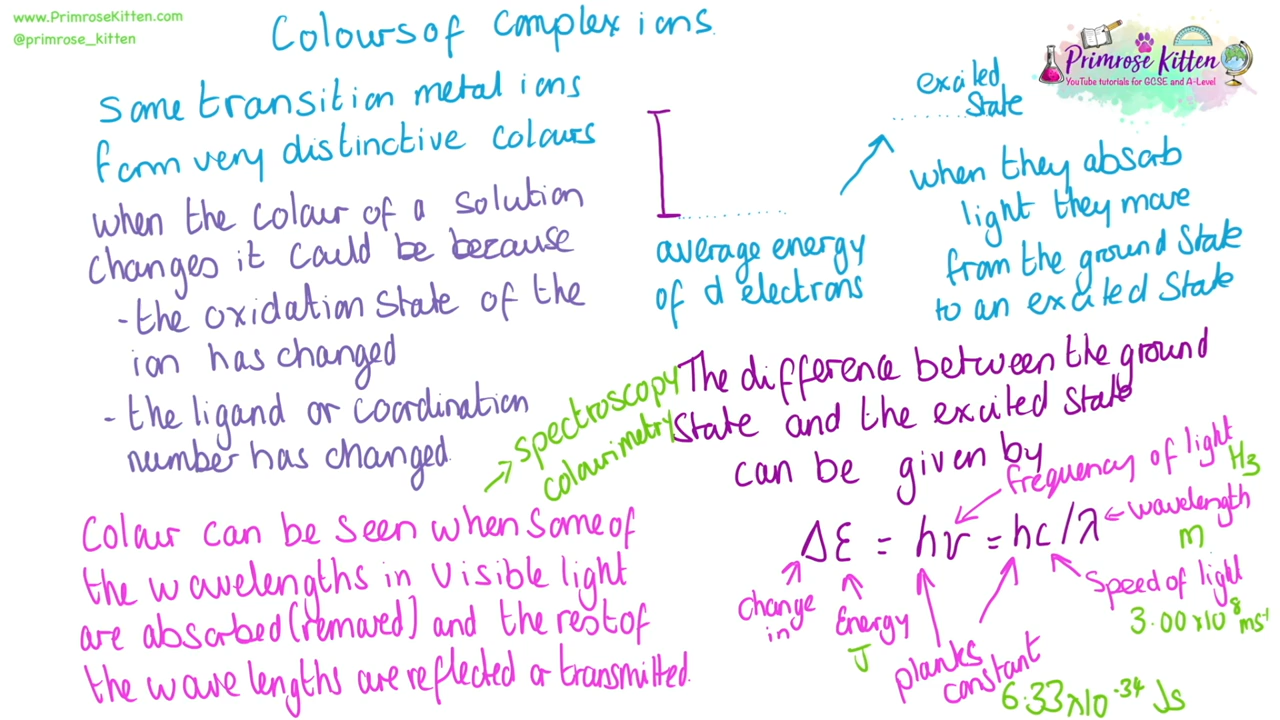 www.PrimroseKitten.com
@primrose_kitten
Colours of complex ions.
Primrose Kitten
YouTube tutorials for GCSE and A-Level
Some transition metal ions
form very distinctive colours
when the colour of a solution
changes it could be because
- the oxidation state of the
ion has changed
- the ligand or coordination
number has changed.
→ spectroscopy
colourimetry
Colour can be seen when some of
the wavelengths in visible light
are absorbed (removed) and the rest of
the wavelengths are reflected or transmitted.
excited
state
average energy
of d electrons
when they absorb
light they move
from the ground state
to an excited state
The difference between the ground
state and the excited state
can be given by
frequency of light
Hz
ΔE = hv = hc/λ
wavelength
m
change
in
Energy
J
planks
constant
6.33x10-34 Js
speed of light
3.00x10⁸ ms-1